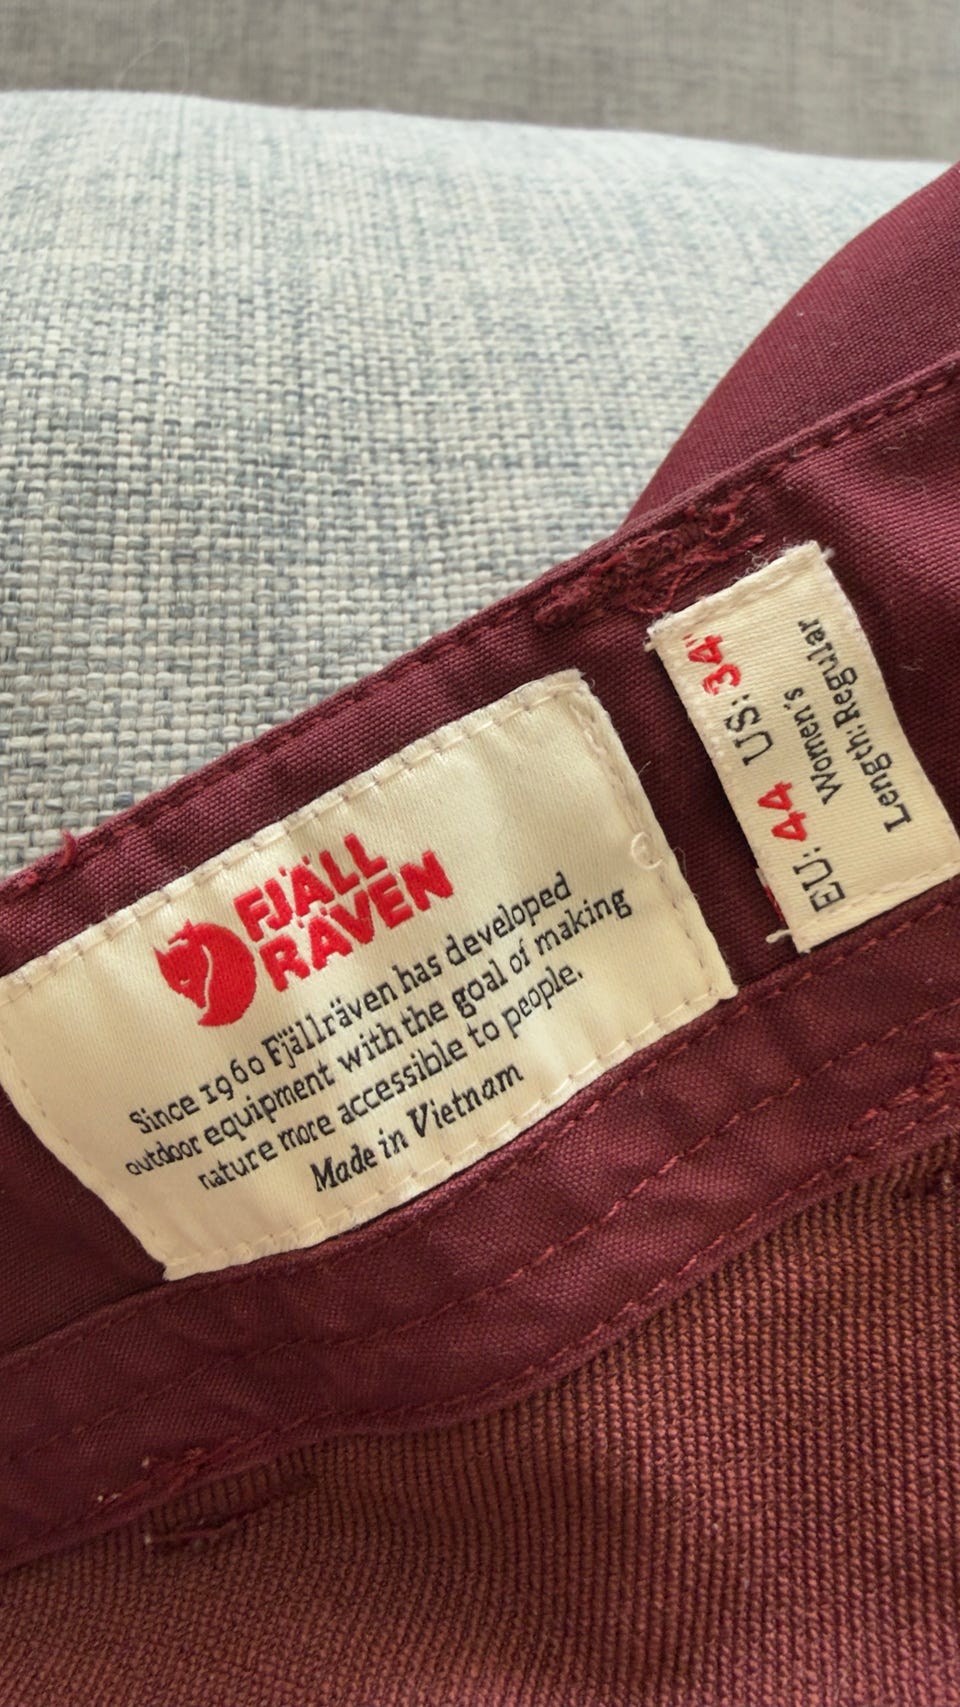 FJÄLL
RÄVEN
Since 1960 Fjällräven has developed
outdoor equipment with the goal of making
nature more accessible to people.
Made in Vietnam
EU: 44 US: 34"
Women's
Length:Regular